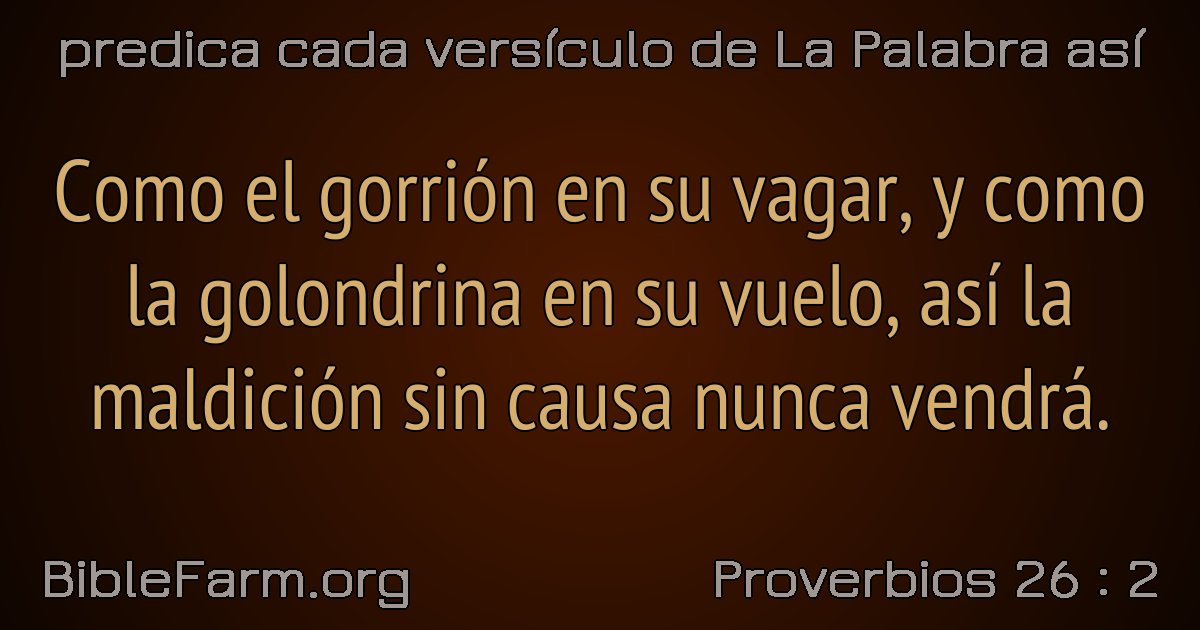 predica cada versículo de La Palabra así
Como el gorrión en su vagar, y como
la golondrina en su vuelo, así la
maldición sin causa nunca vendrá.
BibleFarm.org
Proverbios 26 : 2